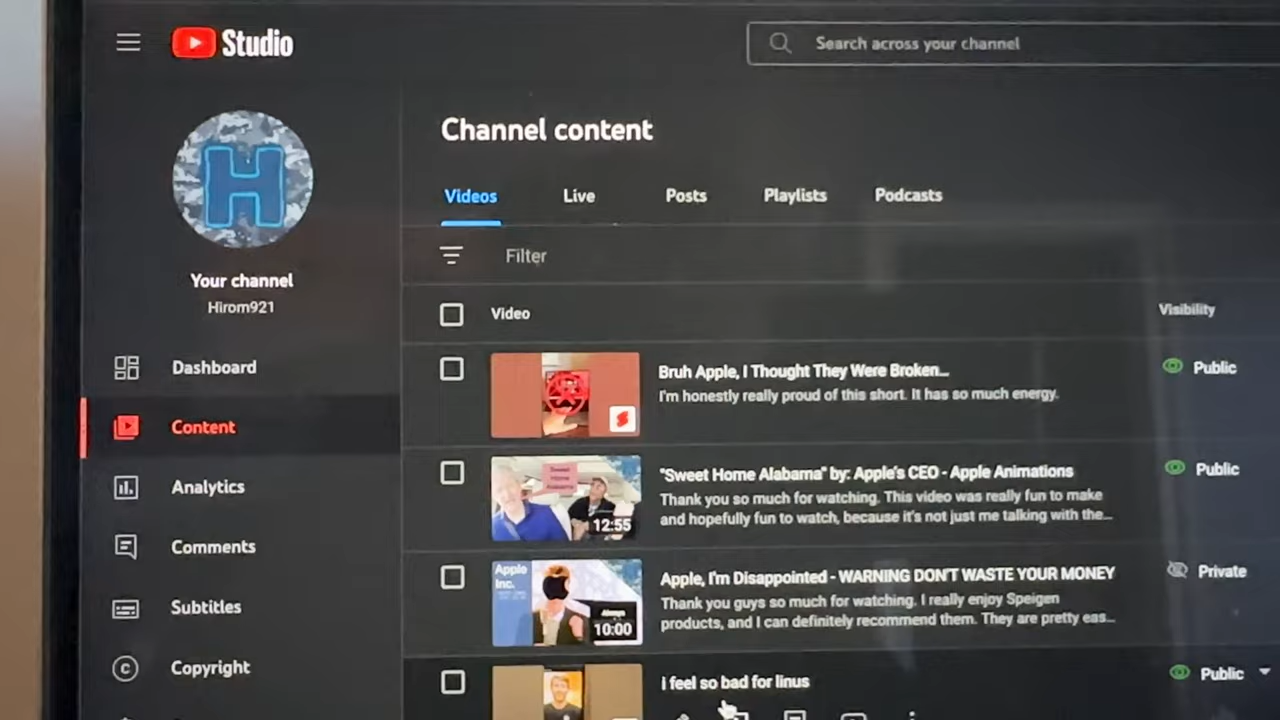 Studio
Search across your channel
H
Your channel
Hirom921
Dashboard
Content
Analytics
Comments
Subtitles
Copyright
Channel content
Videos Live Posts Playlists Podcasts
Filter
Video Visibility
Bruh Apple, I Thought They Were Broken...
I'm honestly really proud of this short. It has so much energy.
Public
Sweet Home Alabama
12:55
"Sweet Home Alabama" by: Apple's CEO - Apple Animations
Thank you so much for watching. This video was really fun to make
and hopefully fun to watch, because it's not just me talking with the...
Public
Apple
Inc.
Always
10:00
Apple, I'm Disappointed - WARNING DON'T WASTE YOUR MONEY
Thank you guys so much for watching. I really enjoy Speigen
products, and I can definitely recommend them. They are pretty eas...
Private
i feel so bad for linus
Public